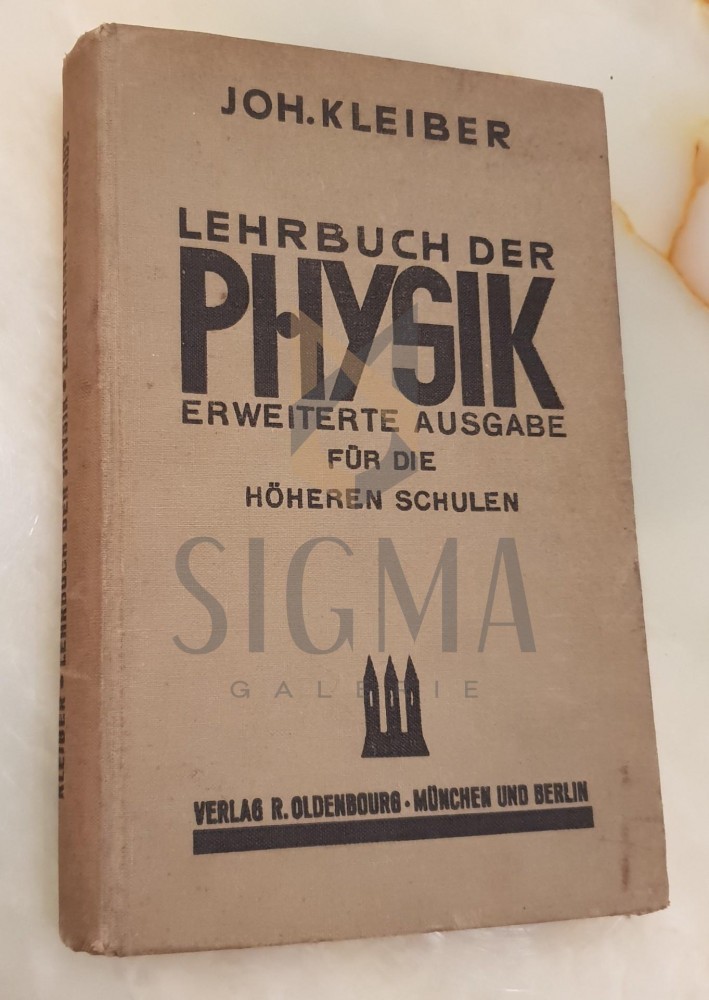 JOH. KLEIBER
LEHRBUCH DER
PHYSIK
ERWEITERTE AUSGABE
FÜR DIE
HÖHEREN SCHULEN
SIGMA
GALERIE
VERLAG R. OLDENBOURG · MÜNCHEN UND BERLIN
KLEIBER • LEHRBUCH DER PHYSIK •